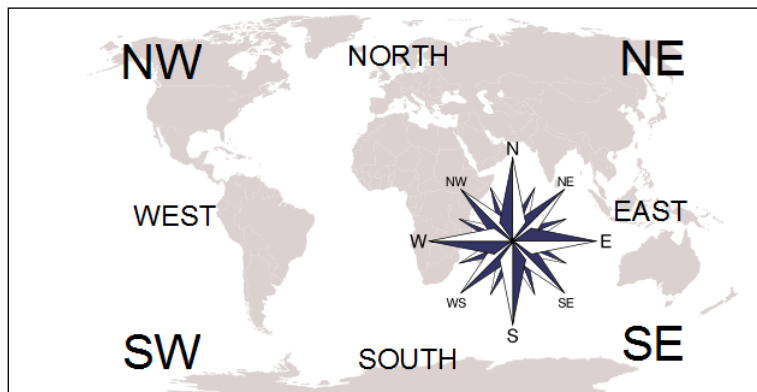 NW NORTH NE
N
NW NE
WEST EAST
W E
WS SE
S
SW SOUTH SE